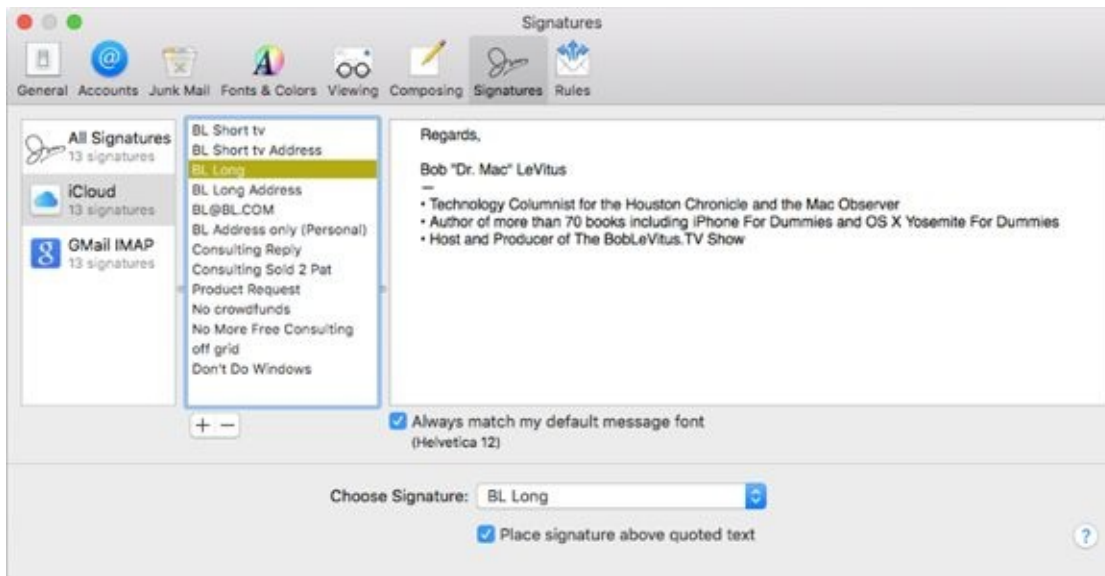 Signatures
General Accounts Junk Mail Fonts & Colors Viewing Composing Signatures Rules
All Signatures
13 signatures
iCloud
13 signatures
GMail IMAP
13 signatures
BL Short tv
BL Short tv Address
BL Long
BL Long Address
BL@BL.COM
BL Address only (Personal)
Consulting Reply
Consulting Sold 2 Pat
Product Request
No crowdfunds
No More Free Consulting
off grid
Don't Do Windows
Regards,
Bob "Dr. Mac" LeVitus
—
• Technology Columnist for the Houston Chronicle and the Mac Observer
• Author of more than 70 books including iPhone For Dummies and OS X Yosemite For Dummies
• Host and Producer of The BobLeVitus.TV Show
+ −
Always match my default message font
(Helvetica 12)
Choose Signature: BL Long
Place signature above quoted text
?